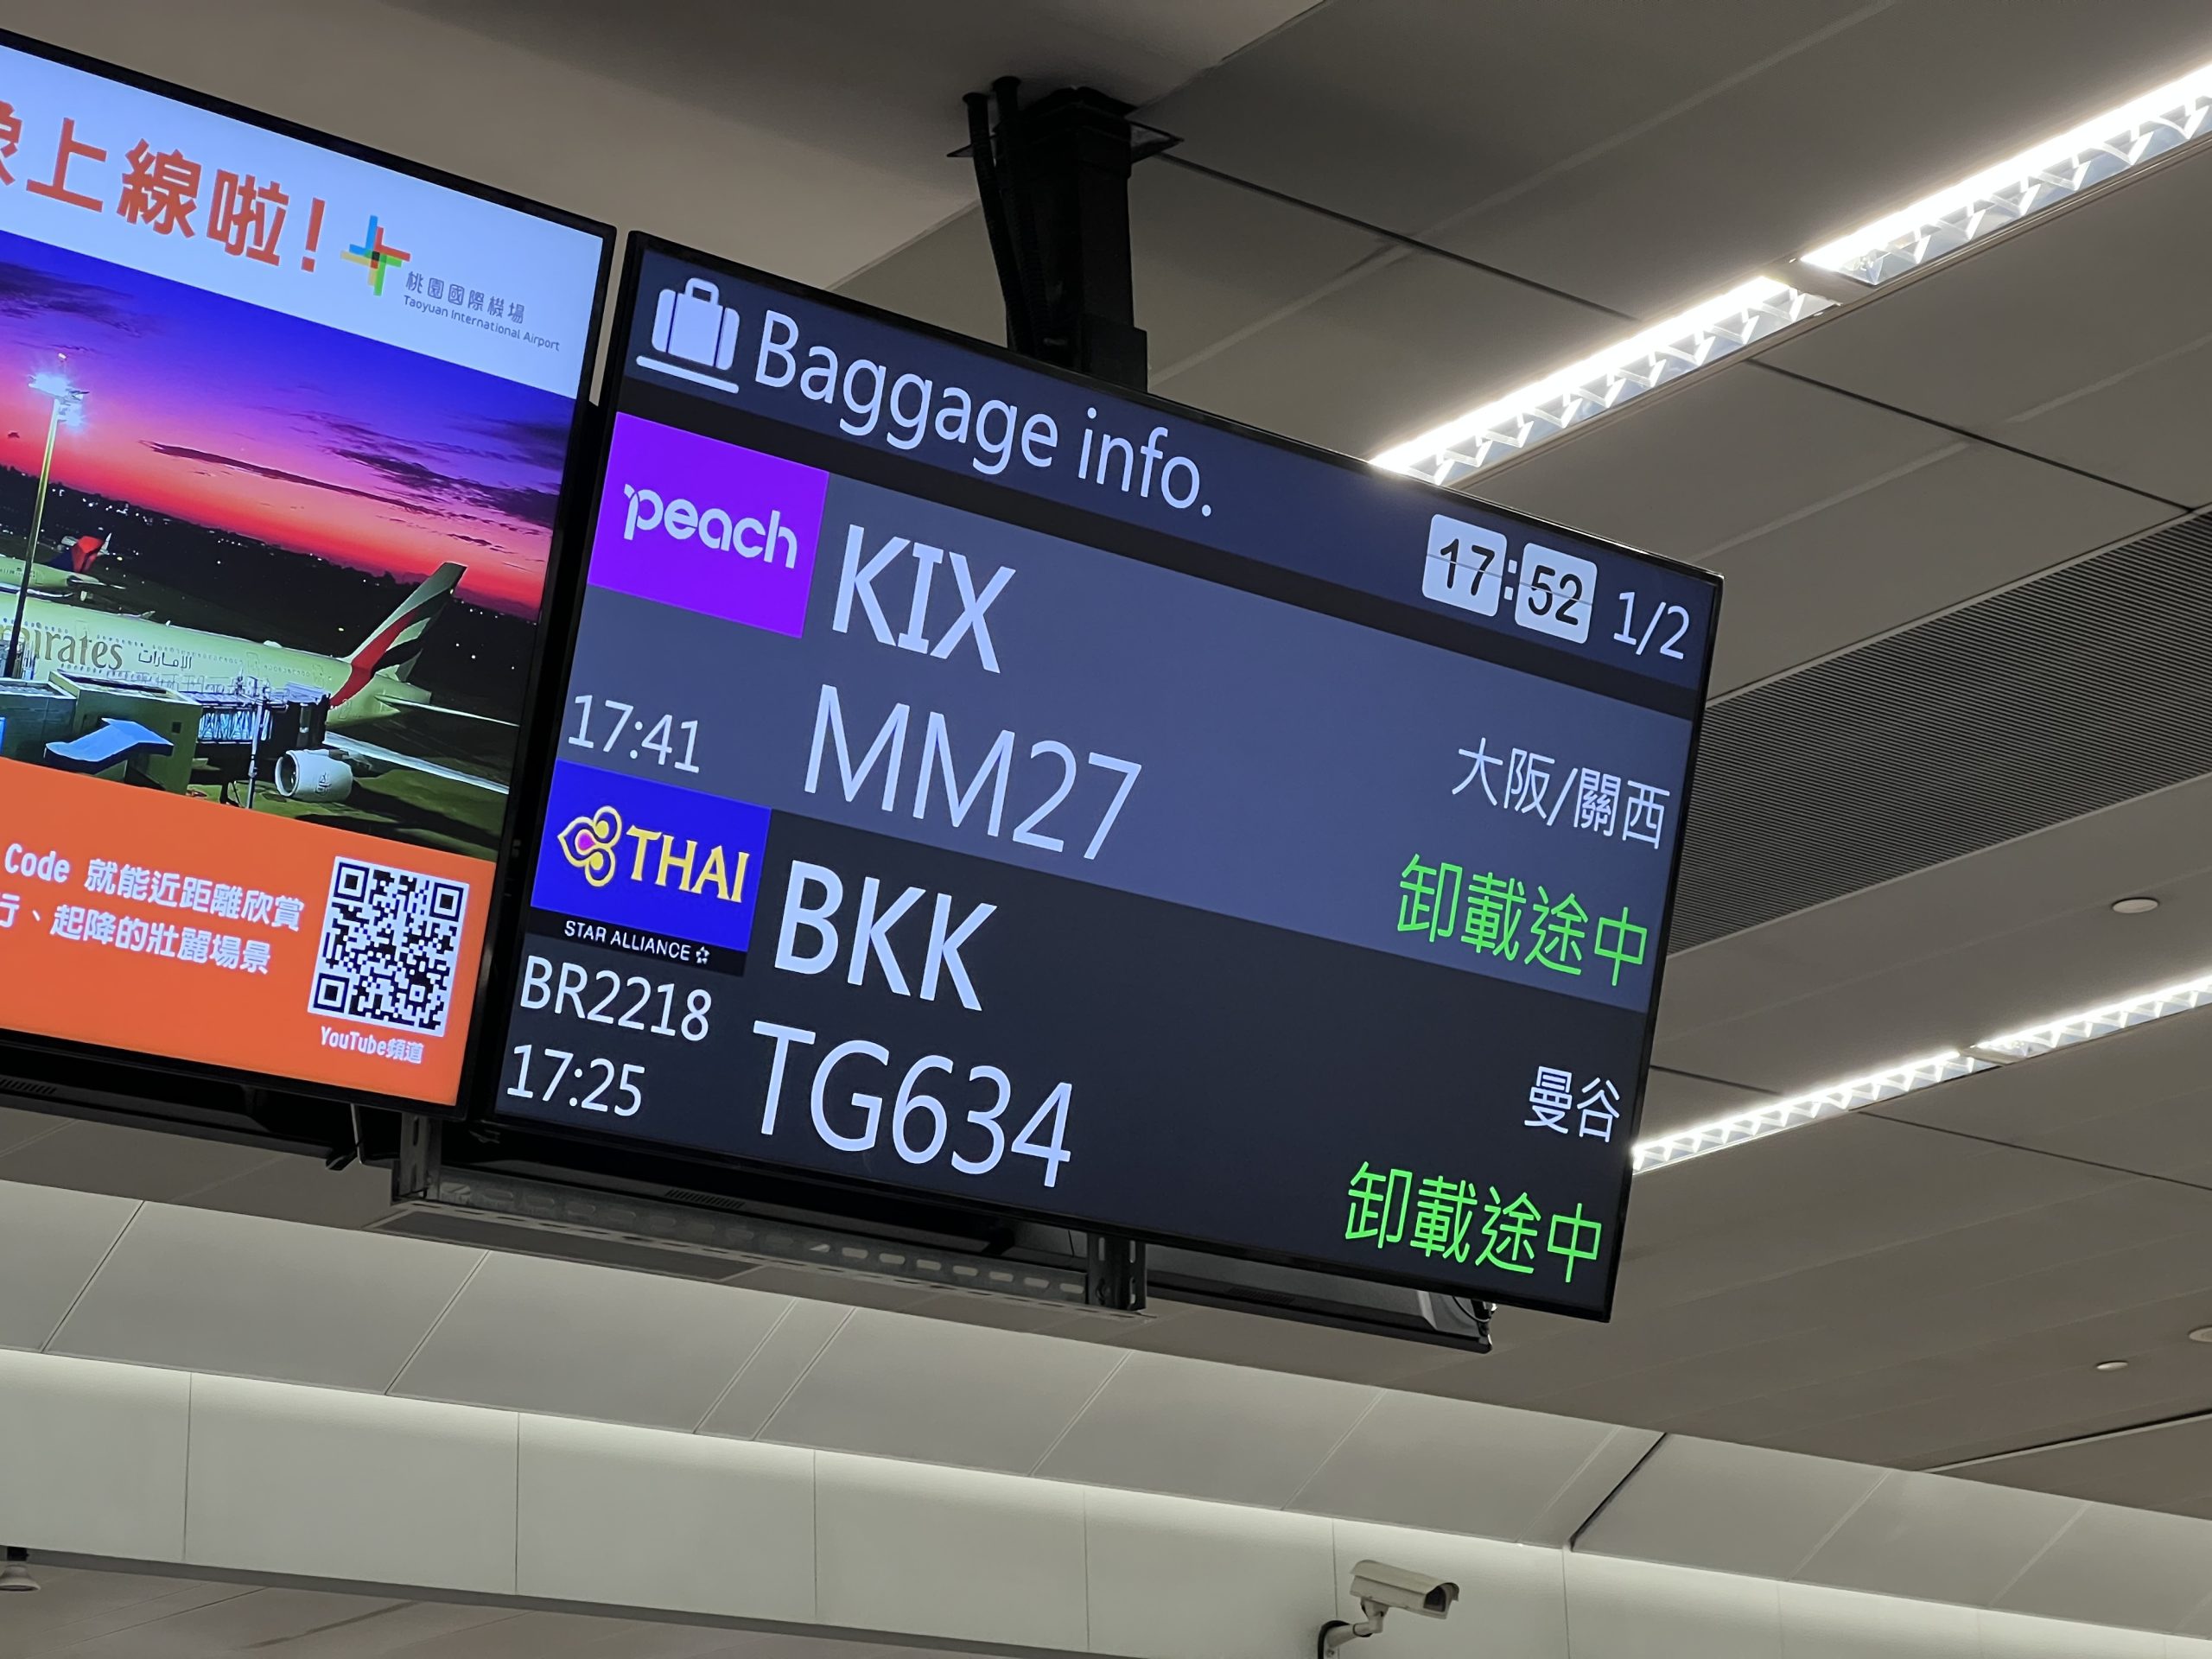 上線啦!
桃園國際機場
Taoyuan International Airport
الإمارات
Code 就能近距離欣賞
行、起降的壯麗場景
YouTube頻道
Baggage info.
17:52 1/2
peach
KIX
17:41
MM27
大阪/關西
卸載途中
THAI
STAR ALLIANCE
BKK
BR2218
17:25
TG634
曼谷
卸載途中